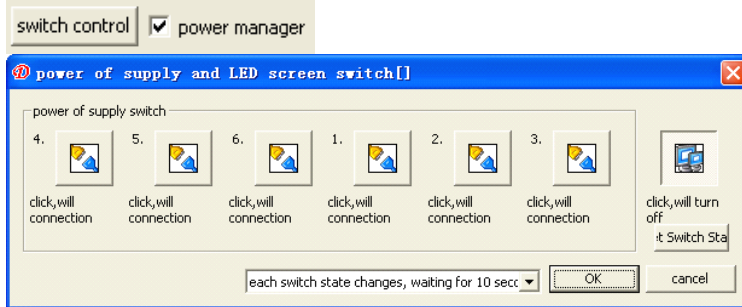 switch control power manager
power of supply and LED screen switch[]
power of supply switch
4. 5. 6. 1. 2. 3.
click,will click,will click,will click,will click,will click,will click,will turn
connection connection connection connection connection connection off
t Switch Sta
each switch state changes, waiting for 10 secc OK cancel